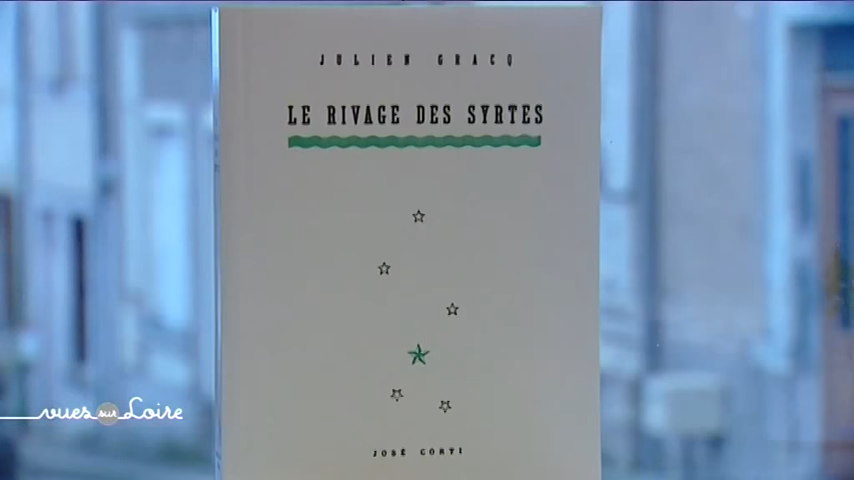 JULIEN GRACQ
LE RIVAGE DES SYRTES
JOSÉ CORTI
vues sur Loire